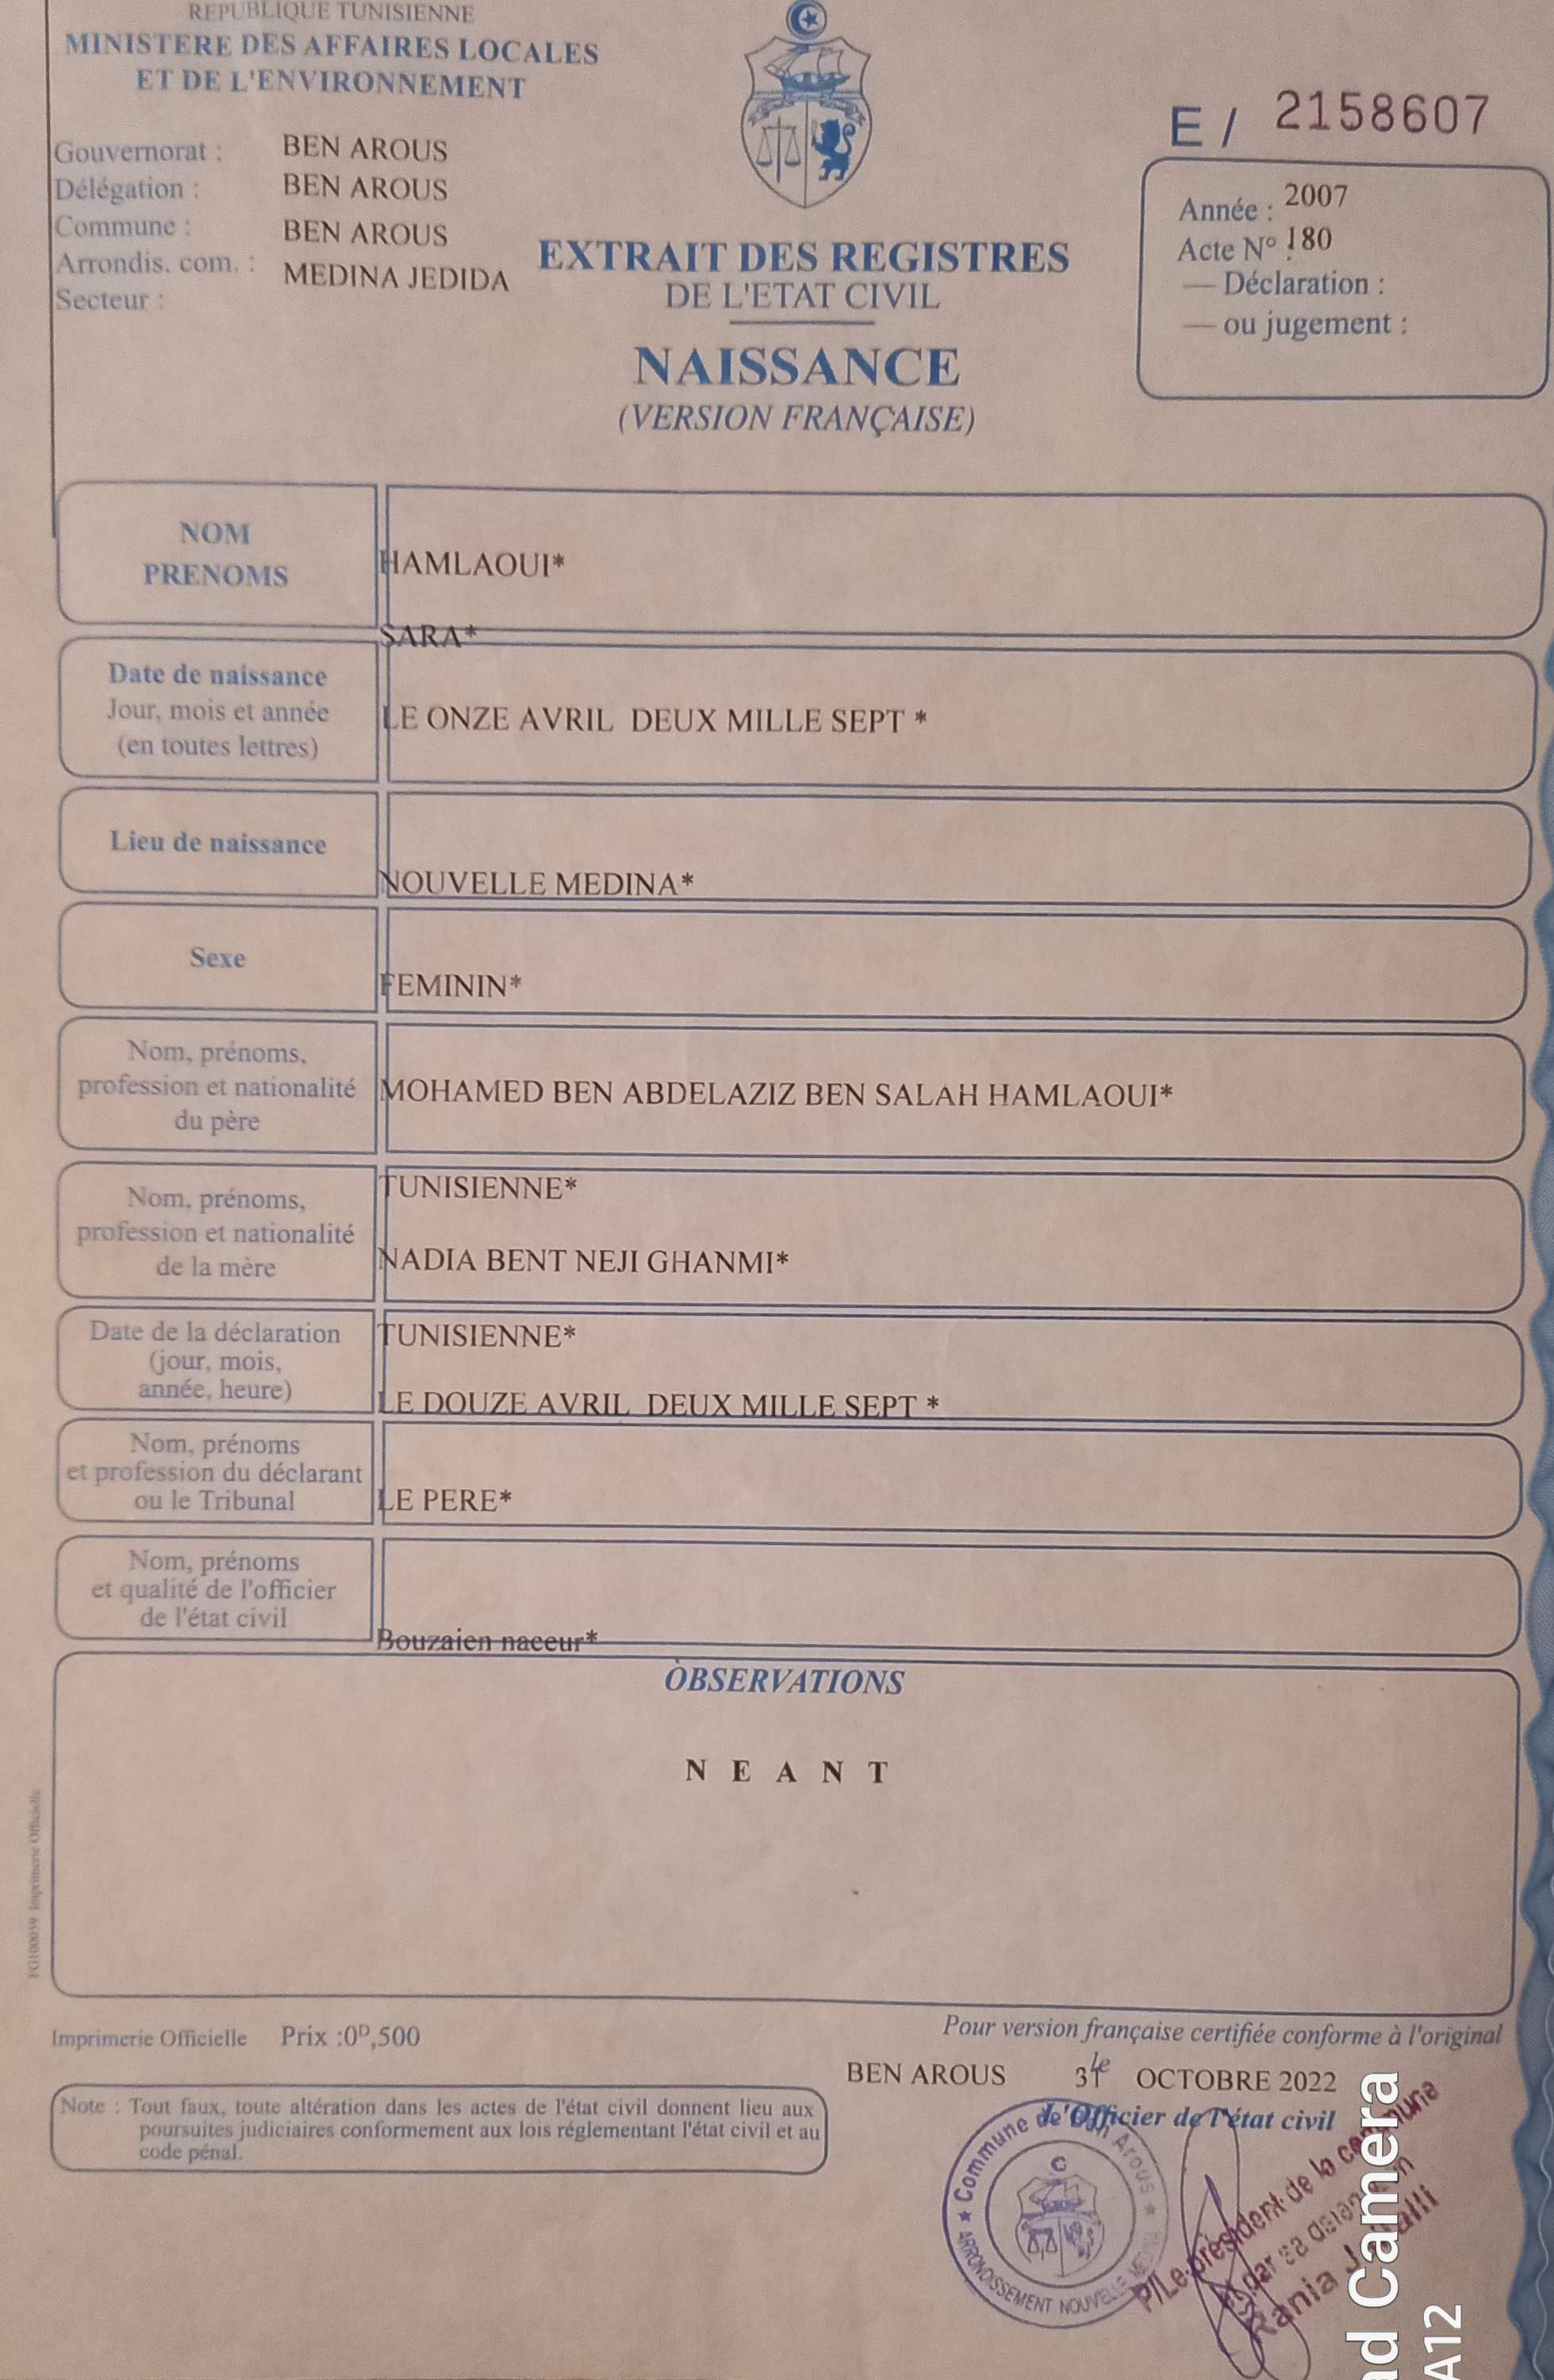 REPUBLIQUE TUNISIENNE
MINISTERE DES AFFAIRES LOCALES
ET DE L'ENVIRONNEMENT
Gouvernorat : BEN AROUS
Délégation : BEN AROUS
Commune : BEN AROUS
Arrondis. com. : MEDINA JEDIDA
Secteur :
E / 2158607
Année : 2007
Acte N° : 180
— Déclaration :
— ou jugement :
EXTRAIT DES REGISTRES
DE L'ETAT CIVIL
NAISSANCE
(VERSION FRANÇAISE)
NOM
PRENOMS
HAMLAOUI*
SARA*
Date de naissance
Jour, mois et année
(en toutes lettres)
LE ONZE AVRIL DEUX MILLE SEPT *
Lieu de naissance
NOUVELLE MEDINA*
Sexe
FEMININ*
Nom, prénoms,
profession et nationalité
du père
MOHAMED BEN ABDELAZIZ BEN SALAH HAMLAOUI*
TUNISIENNE*
Nom, prénoms,
profession et nationalité
de la mère
NADIA BENT NEJI GHANMI*
TUNISIENNE*
Date de la déclaration
(jour, mois,
année, heure)
LE DOUZE AVRIL DEUX MILLE SEPT *
Nom, prénoms
et profession du déclarant
ou le Tribunal
LE PERE*
Nom, prénoms
et qualité de l'officier
de l'état civil
Bouzaien naceur*
OBSERVATIONS
N E A N T
FG100059 Imprimerie Officielle
Imprimerie Officielle Prix :0ᴰ,500
Pour version française certifiée conforme à l'original
BEN AROUS 31 le OCTOBRE 2022
l'Officier de l'état civil
Note : Tout faux, toute altération dans les actes de l'état civil donnent lieu aux
poursuites judiciaires conformement aux lois réglementant l'état civil et au
code pénal.
★ Commune de Ben Arous ★
ARRONDISSEMENT NOUVELLE MEDINA
P/Le président de la commune
par sa
Rania
nd Camera
A12